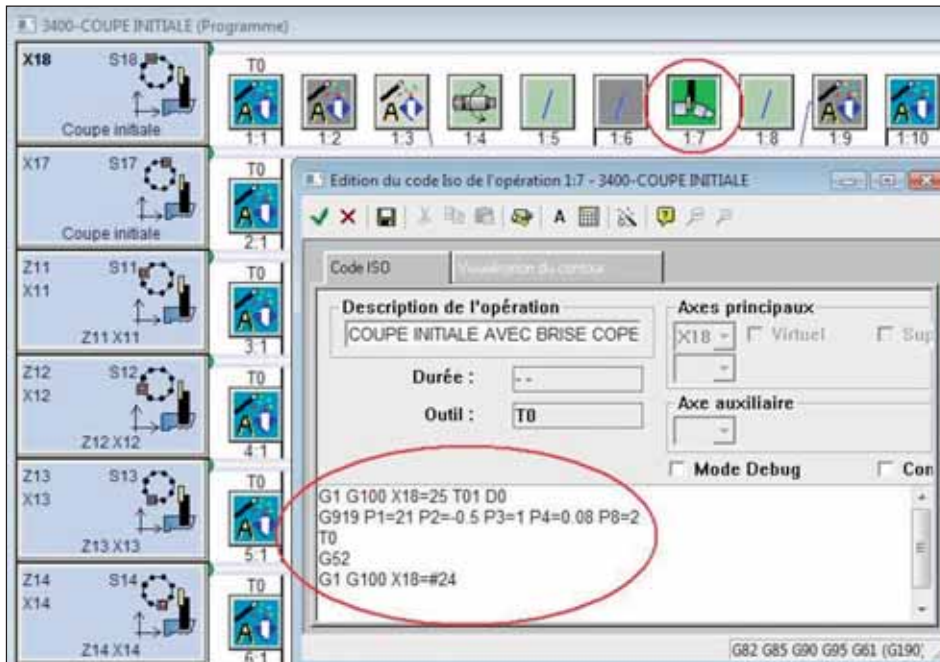 3400-COUPE INITIALE (Programme)
X18 S18
Coupe initiale
T0
1:1 1:2 1:3 1:4 1:5 1:6 1:7 1:8 1:9 1:10
X17 S17
Coupe initiale
T0
2:1
Z11 S11
X11
Z11 X11
T0
3:1
Z12 S12
X12
Z12 X12
T0
4:1
Z13 S13
X13
Z13 X13
T0
5:1
Z14 S14
X14
Z14 X14
T0
6:1
Edition du code Iso de l'opération 1:7 - 3400-COUPE INITIALE
Code ISO
Visualisation du contour
Description de l'opération
COUPE INITIALE AVEC BRISE COPE
Durée : --
Outil : T0
Axes principaux
X18 Virtuel Sup
Axe auxiliaire
Mode Debug Con
G1 G100 X18=25 T01 D0
G919 P1=21 P2=-0.5 P3=1 P4=0.08 P8=2
T0
G52
G1 G100 X18=#24
G82 G85 G90 G95 G61 (G190,